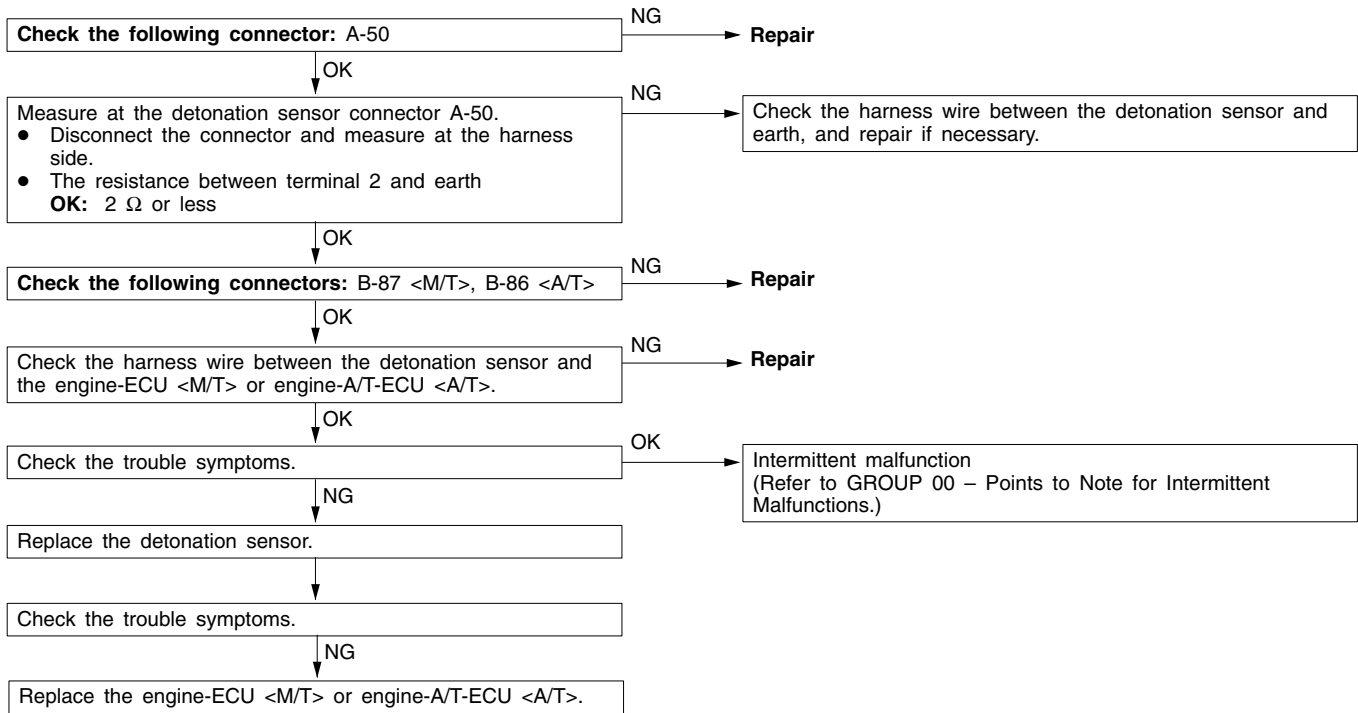 Check the following connector: A-50
NG
Repair
OK
Measure at the detonation sensor connector A-50.
● Disconnect the connector and measure at the harness
side.
● The resistance between terminal 2 and earth
OK: 2 Ω or less
NG
Check the harness wire between the detonation sensor and
earth, and repair if necessary.
OK
Check the following connectors: B-87 <M/T>, B-86 <A/T>
NG
Repair
OK
Check the harness wire between the detonation sensor and
the engine-ECU <M/T> or engine-A/T-ECU <A/T>.
NG
Repair
OK
Check the trouble symptoms.
OK
Intermittent malfunction
(Refer to GROUP 00 – Points to Note for Intermittent
Malfunctions.)
NG
Replace the detonation sensor.
Check the trouble symptoms.
NG
Replace the engine-ECU <M/T> or engine-A/T-ECU <A/T>.